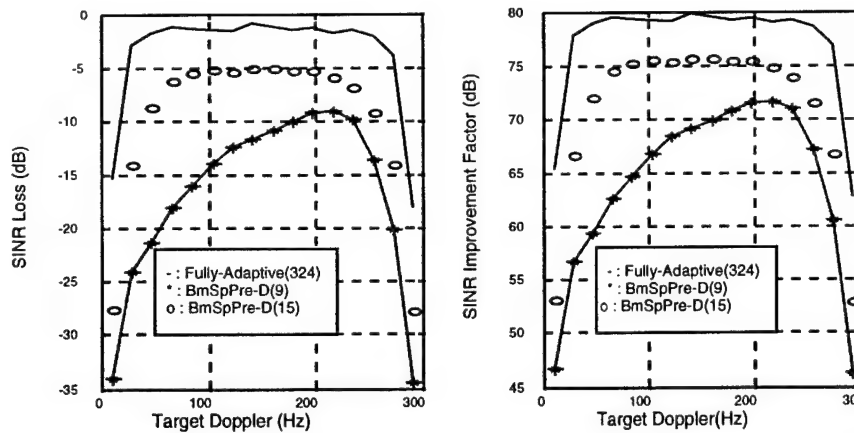 0
-5
-10
-15
-20
-25
-30
-35
SINR Loss (dB)
- : Fully-Adaptive(324)
* : BmSpPre-D(9)
o : BmSpPre-D(15)
0
100
200
300
Target Doppler (Hz)
80
75
70
65
60
55
50
45
SINR Improvement Factor (dB)
- : Fully-Adaptive(324)
* : BmSpPre-D(9)
o : BmSpPre-D(15)
0
100
200
Target Doppler(Hz)